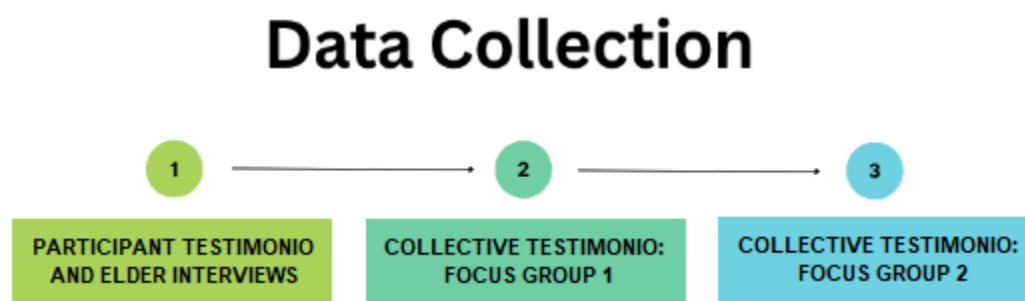 Data Collection
1
2
3
PARTICIPANT TESTIMONIO
AND ELDER INTERVIEWS
COLLECTIVE TESTIMONIO:
FOCUS GROUP 1
COLLECTIVE TESTIMONIO:
FOCUS GROUP 2